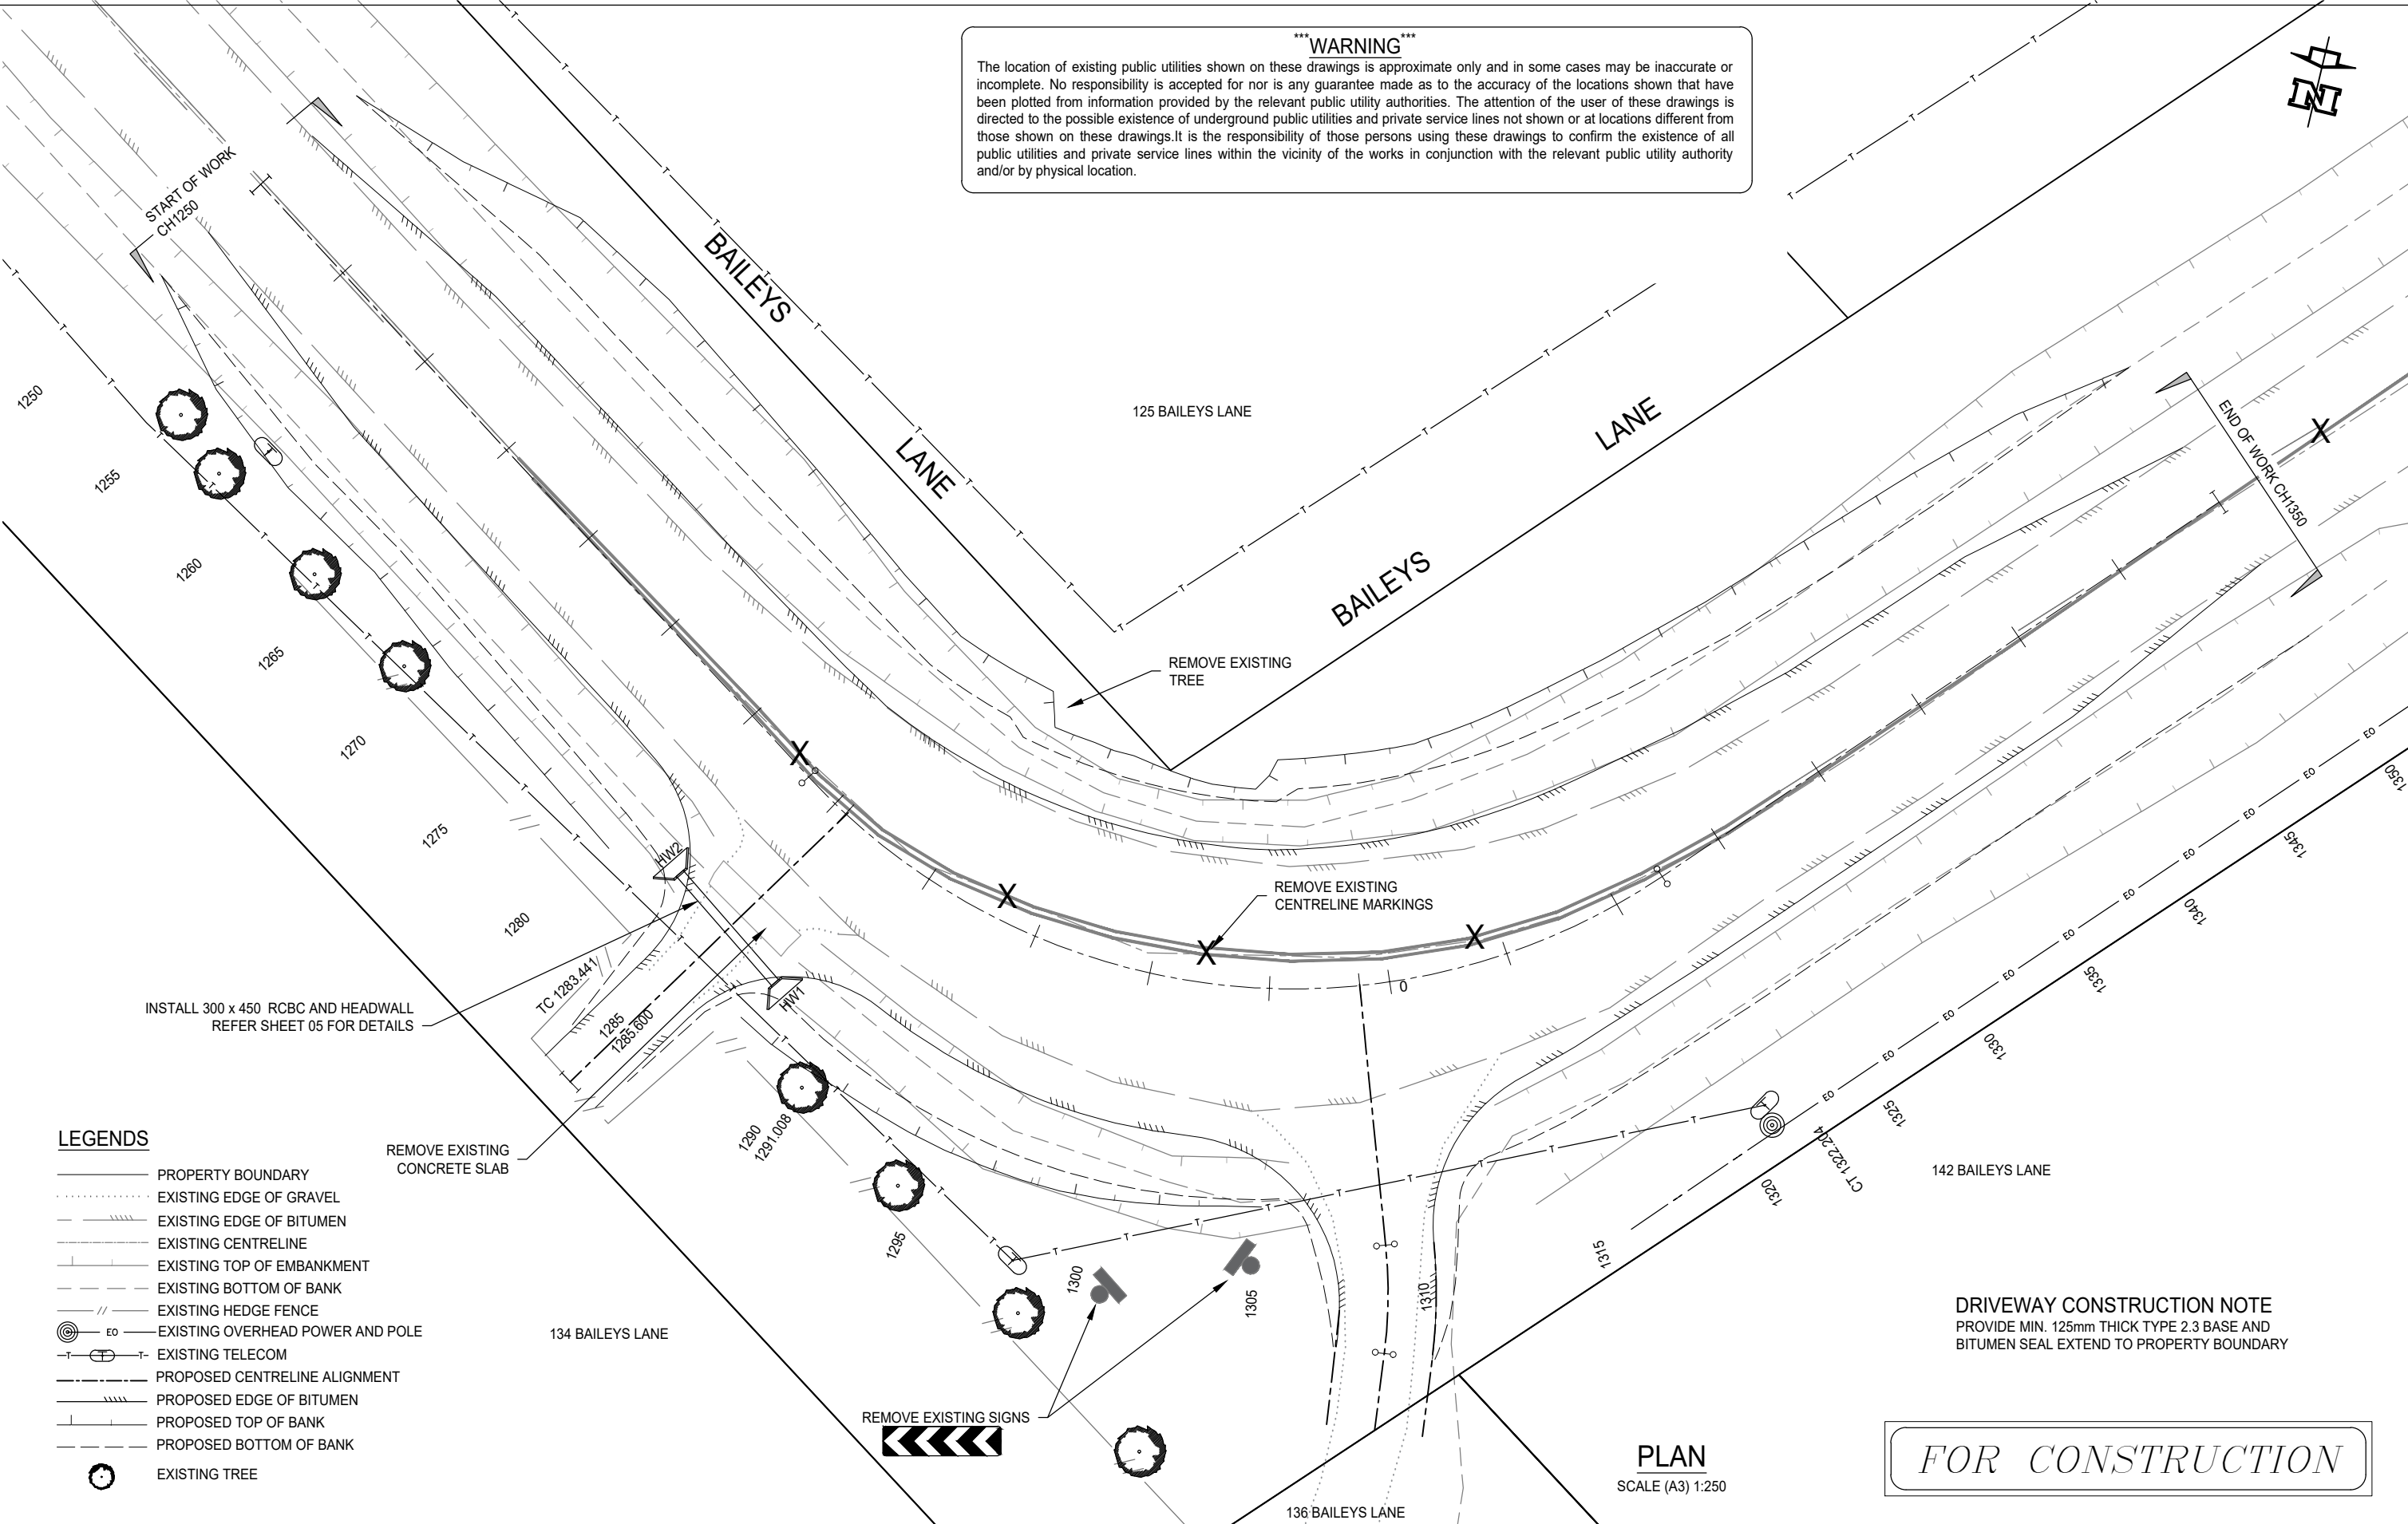 ***WARNING***
The location of existing public utilities shown on these drawings is approximate only and in some cases may be inaccurate or
incomplete. No responsibility is accepted for nor is any guarantee made as to the accuracy of the locations shown that have
been plotted from information provided by the relevant public utility authorities. The attention of the user of these drawings is
directed to the possible existence of underground public utilities and private service lines not shown or at locations different from
those shown on these drawings.It is the responsibility of those persons using these drawings to confirm the existence of all
public utilities and private service lines within the vicinity of the works in conjunction with the relevant public utility authority
and/or by physical location.
N
START OF WORK
CH1250
BAILEYS
LANE
125 BAILEYS LANE
BAILEYS
LANE
END OF WORK CH1350
X
1250
1255
1260
1265
1270
1275
1280
REMOVE EXISTING
TREE
X
X
X
X
REMOVE EXISTING
CENTRELINE MARKINGS
HW2
HW1
0
TC 1283.441
1285
1285.600
INSTALL 300 x 450 RCBC AND HEADWALL
REFER SHEET 05 FOR DETAILS
REMOVE EXISTING
CONCRETE SLAB
1290
1291.008
1295
1300
1305
1310
1315
1320
CT 1322.204
1325
1330
1335
1340
1345
1350
EO
EO
EO
EO
EO
EO
EO
EO
EO
EO
142 BAILEYS LANE
134 BAILEYS LANE
136 BAILEYS LANE
REMOVE EXISTING SIGNS
LEGENDS
PROPERTY BOUNDARY
EXISTING EDGE OF GRAVEL
EXISTING EDGE OF BITUMEN
EXISTING CENTRELINE
EXISTING TOP OF EMBANKMENT
EXISTING BOTTOM OF BANK
EXISTING HEDGE FENCE
EO EXISTING OVERHEAD POWER AND POLE
T T T EXISTING TELECOM
PROPOSED CENTRELINE ALIGNMENT
PROPOSED EDGE OF BITUMEN
PROPOSED TOP OF BANK
PROPOSED BOTTOM OF BANK
EXISTING TREE
DRIVEWAY CONSTRUCTION NOTE
PROVIDE MIN. 125mm THICK TYPE 2.3 BASE AND
BITUMEN SEAL EXTEND TO PROPERTY BOUNDARY
PLAN
SCALE (A3) 1:250
FOR CONSTRUCTION